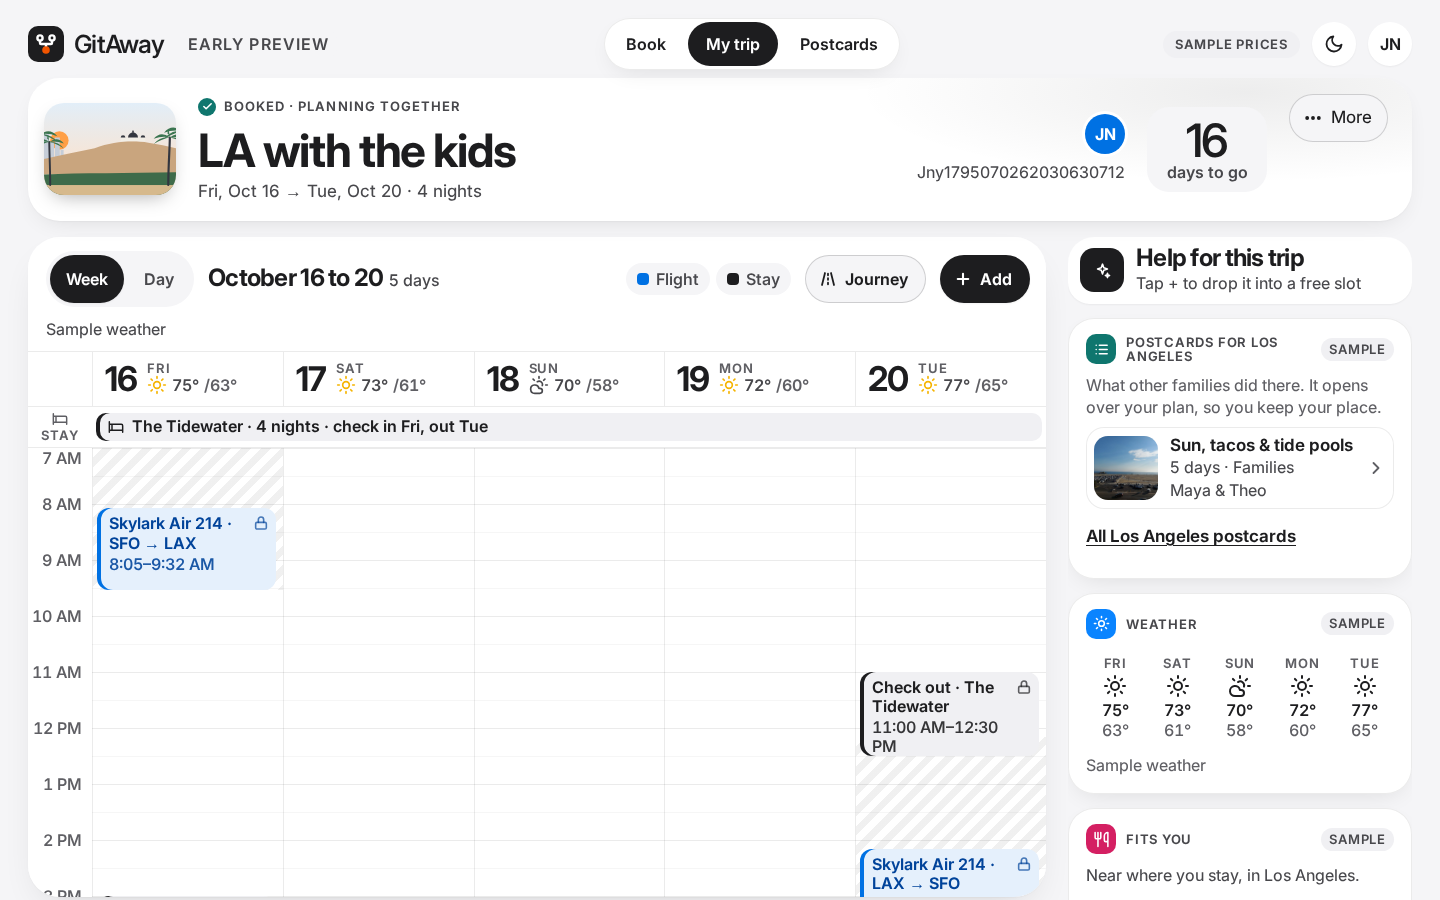 GitAway
EARLY PREVIEW
Book
My trip
Postcards
SAMPLE PRICES
JN
BOOKED · PLANNING TOGETHER
LA with the kids
Fri, Oct 16 → Tue, Oct 20 · 4 nights
JN
Jny1795070262030630712
16
days to go
More
Week
Day
October 16 to 20 5 days
Flight
Stay
Journey
Add
Sample weather
16 FRI
75° /63°
17 SAT
73° /61°
18 SUN
70° /58°
19 MON
72° /60°
20 TUE
77° /65°
STAY
The Tidewater · 4 nights · check in Fri, out Tue
7 AM
8 AM
9 AM
10 AM
11 AM
12 PM
1 PM
2 PM
3 PM
Skylark Air 214 ·
SFO → LAX
8:05–9:32 AM
Check out · The
Tidewater
11:00 AM–12:30
PM
Skylark Air 214 ·
LAX → SFO
Help for this trip
Tap + to drop it into a free slot
POSTCARDS FOR LOS
ANGELES
SAMPLE
What other families did there. It opens
over your plan, so you keep your place.
Sun, tacos & tide pools
5 days · Families
Maya & Theo
All Los Angeles postcards
WEATHER
SAMPLE
FRI
SAT
SUN
MON
TUE
75°
73°
70°
72°
77°
63°
61°
58°
60°
65°
Sample weather
FITS YOU
SAMPLE
Near where you stay, in Los Angeles.